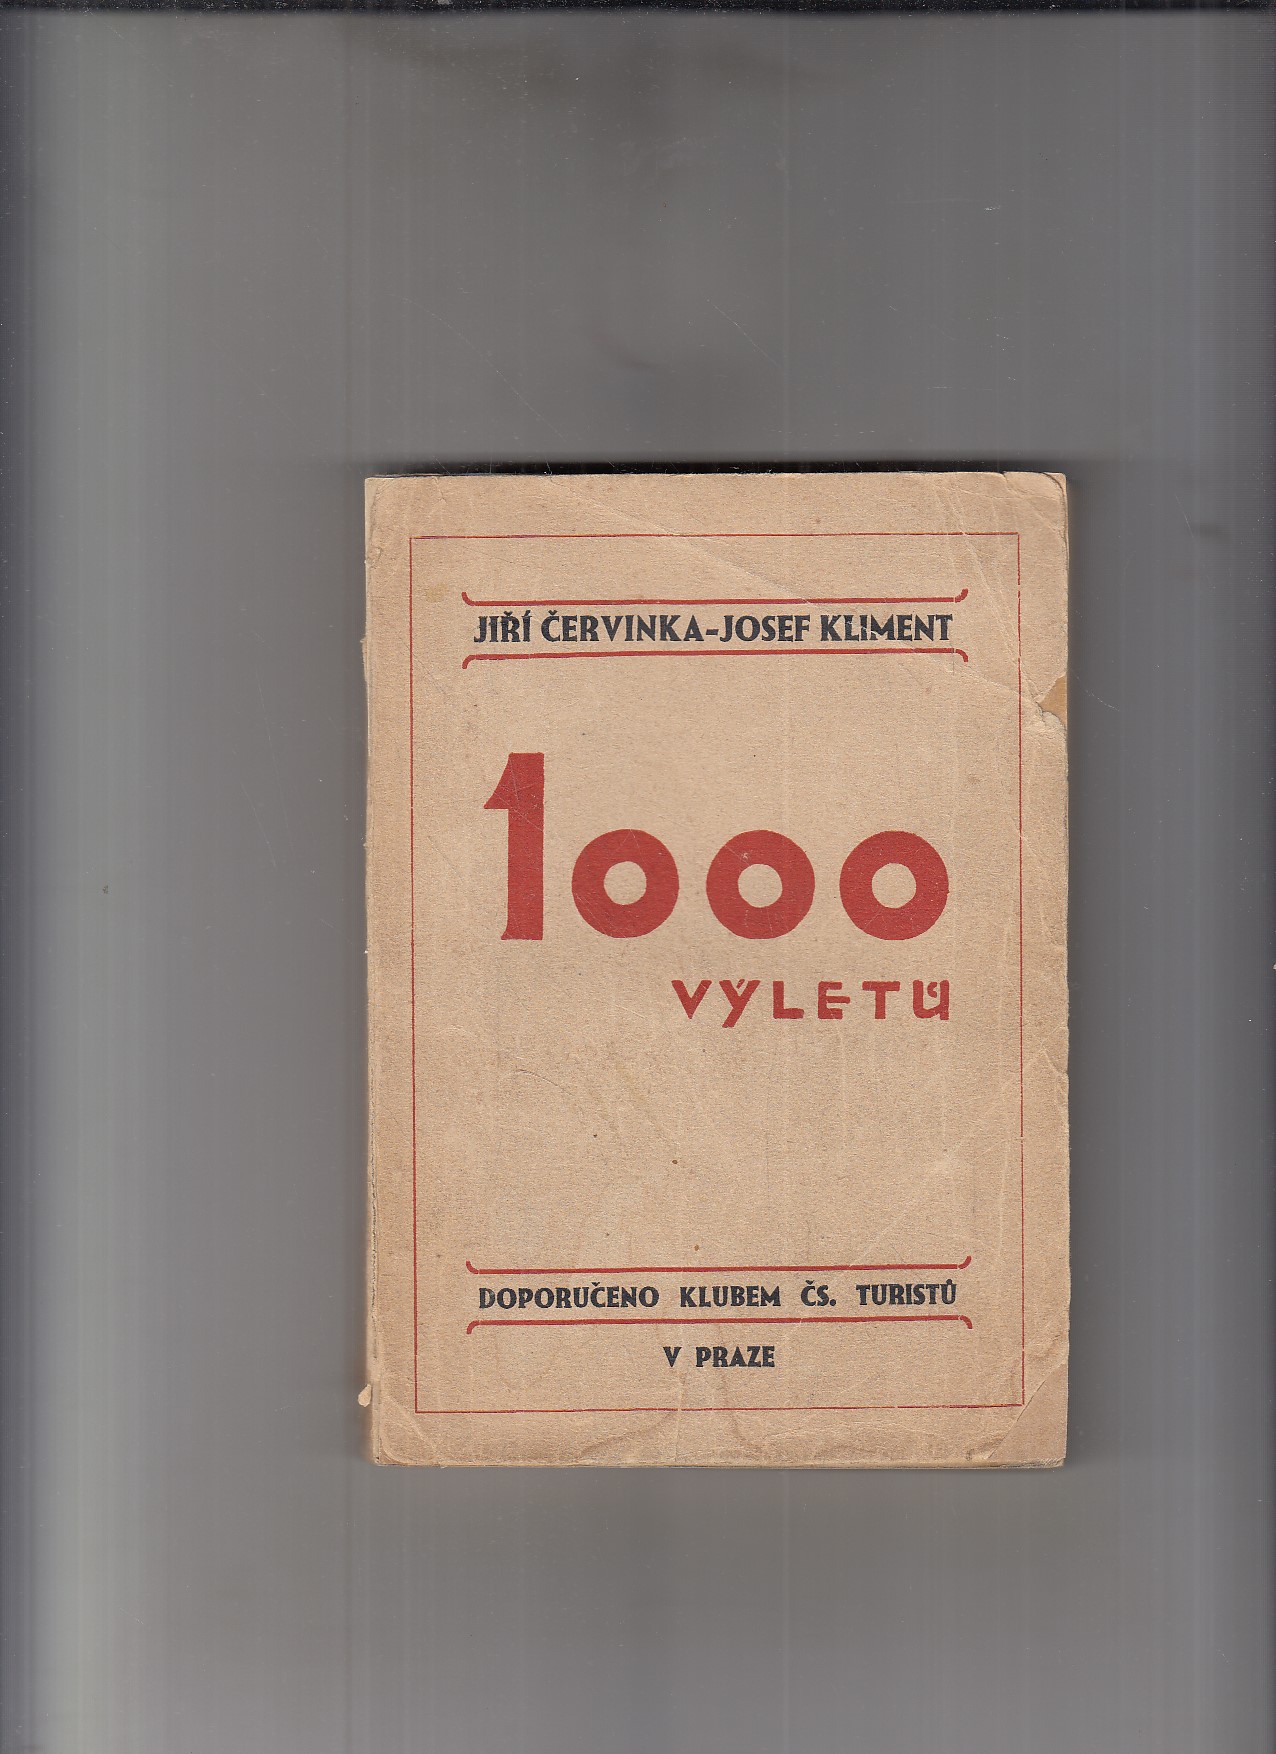 JIŘÍ ČERVINKA-JOSEF KLIMENT
1000
VÝLETŮ
DOPORUČENO KLUBEM ČS. TURISTŮ
V PRAZE